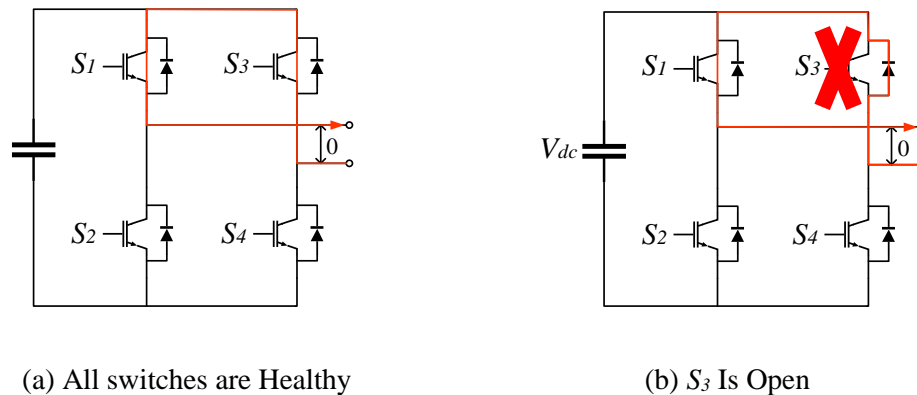 S1
S3
0
S2
S4
(a) All switches are Healthy
S1
S3
Vdc
0
S2
S4
(b) S3 Is Open